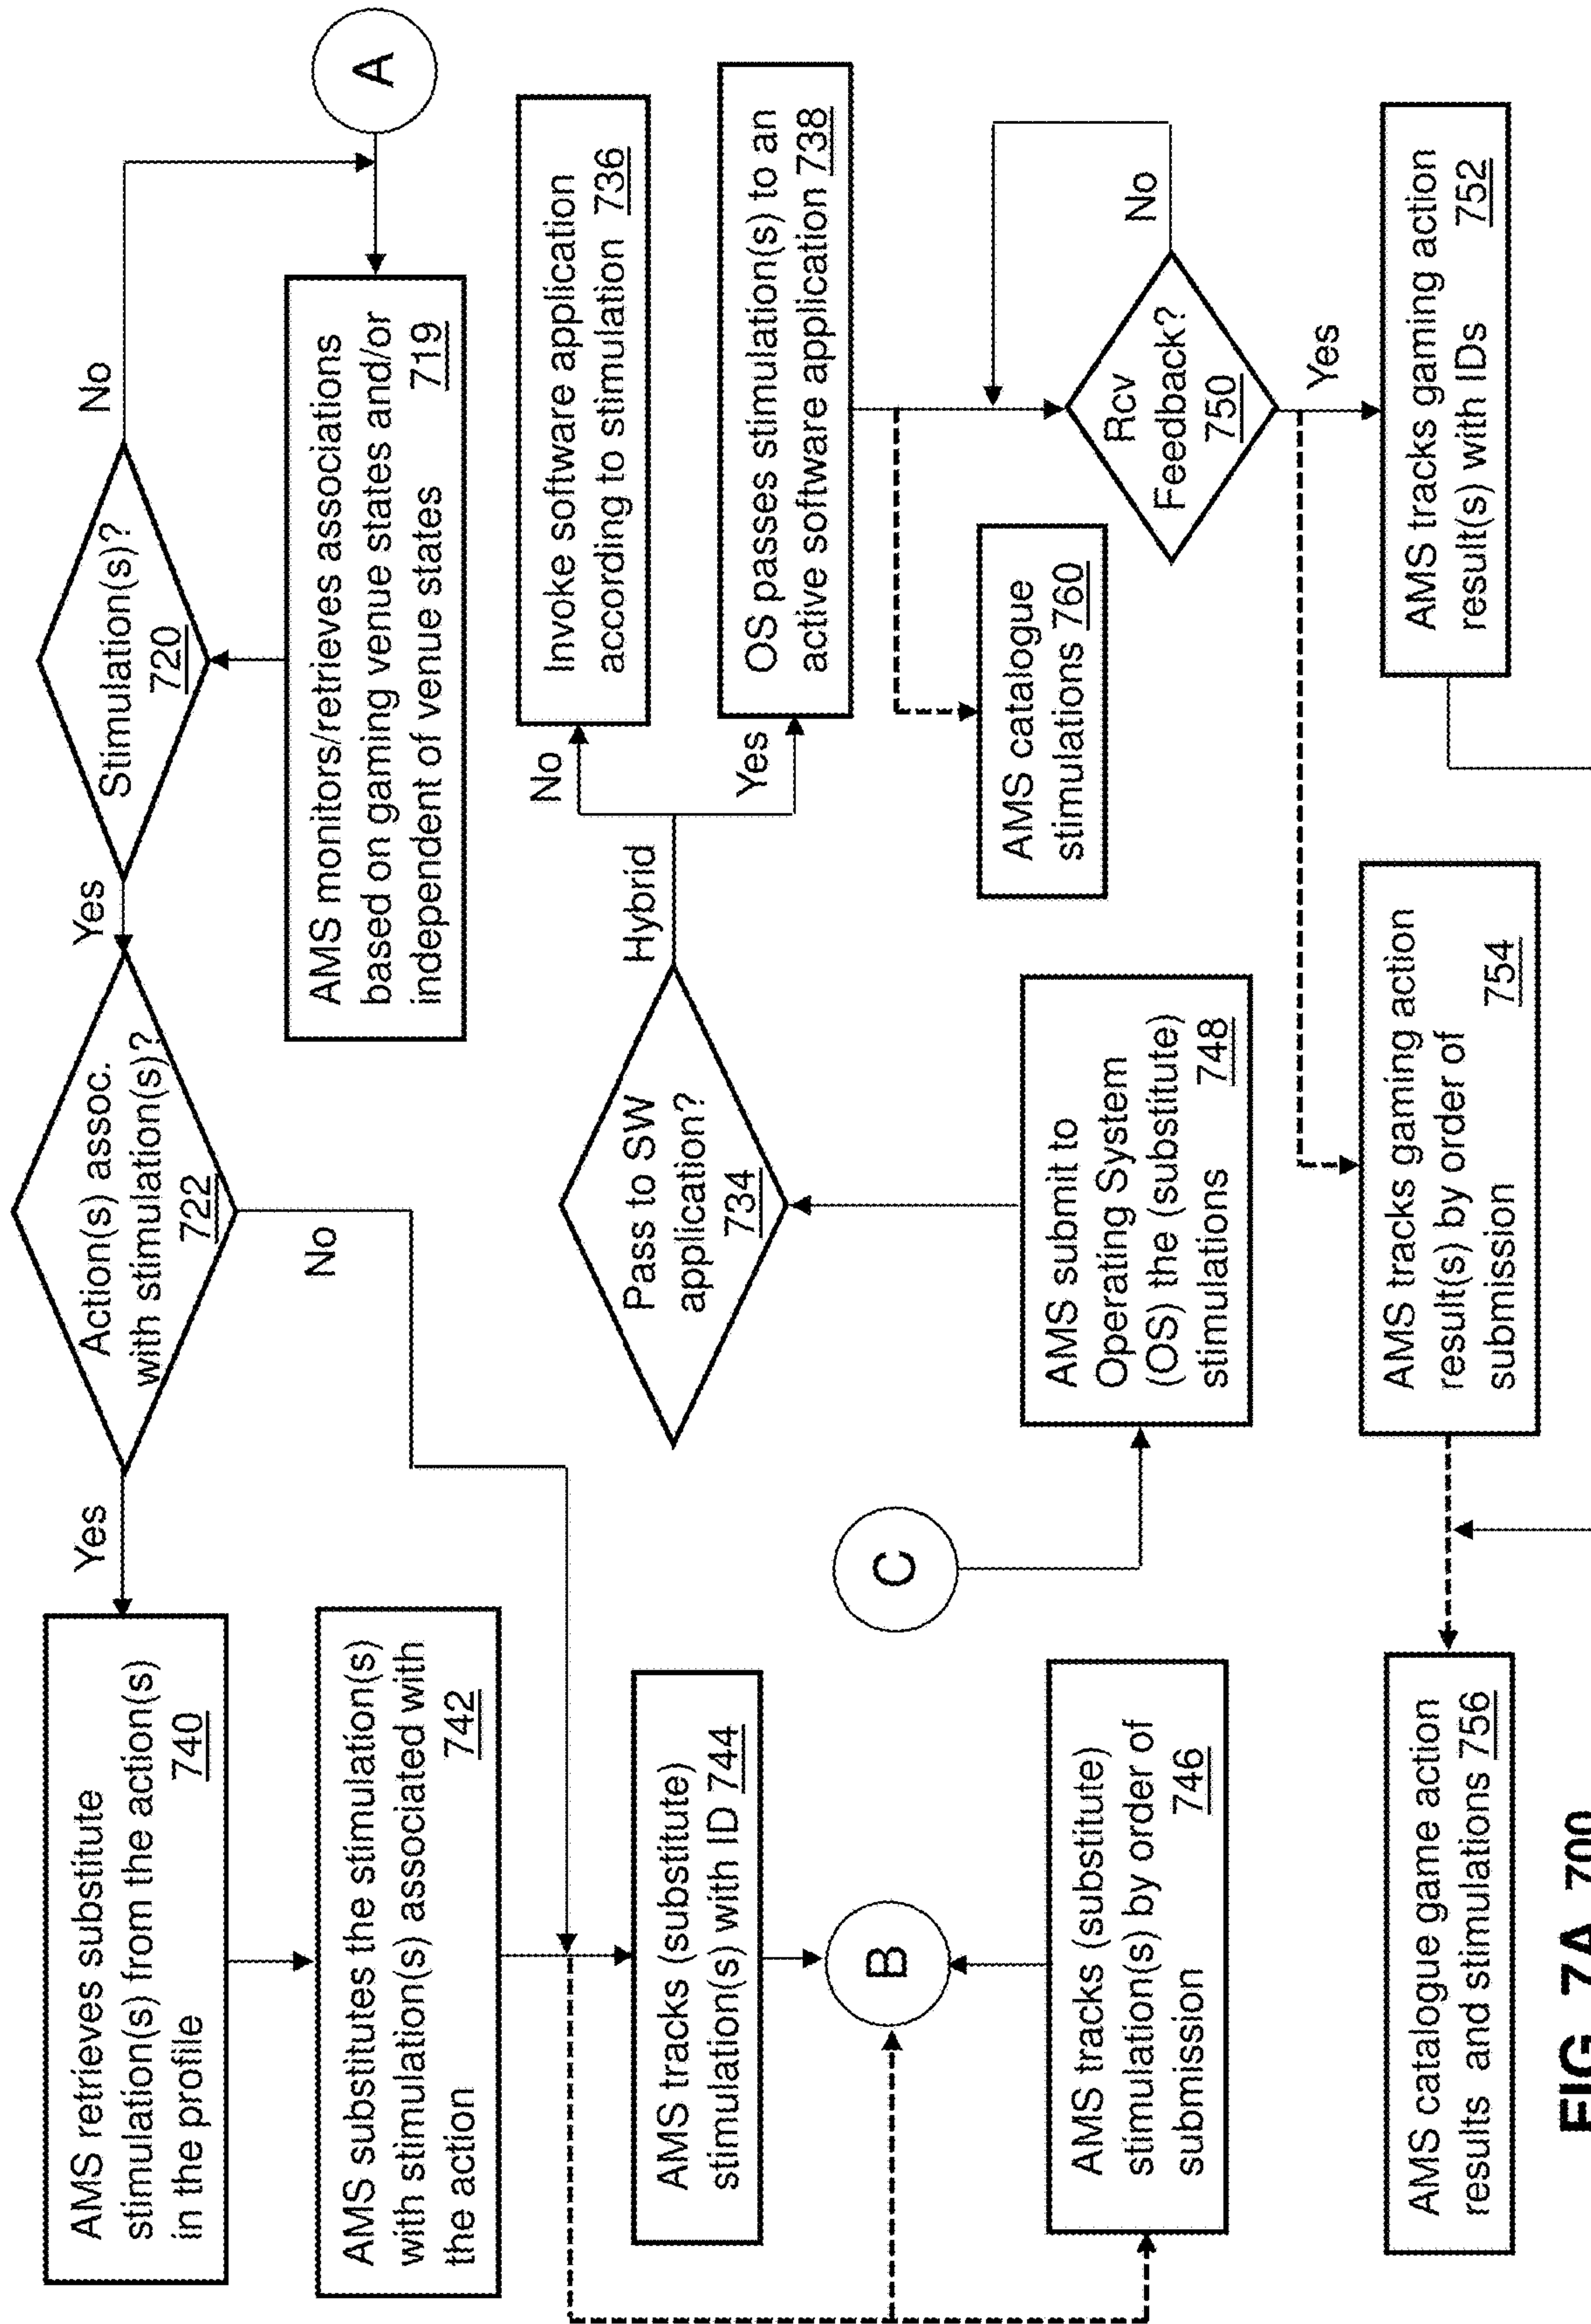 AMS retrieves substitute
stimulation(s) from the action(s)
in the profile 740
Yes
Action(s) assoc.
with stimulation(s)?
722
Yes
Stimulation(s)?
720
No
A
AMS substitutes the stimulation(s)
with stimulation(s) associated with
the action 742
No
AMS monitors/retrieves associations
based on gaming venue states and/or
independent of venue states 719
AMS tracks (substitute)
stimulation(s) with ID 744
Pass to SW
application?
734
Hybrid
No
Yes
Invoke software application
according to stimulation 736
OS passes stimulation(s) to an
active software application 738
B
C
AMS catalogue
stimulations 760
AMS tracks (substitute)
stimulation(s) by order of
submission 746
AMS submit to
Operating System
(OS) the (substitute)
stimulations 748
Rcv
Feedback?
750
No
Yes
AMS catalogue game action
results and stimulations 756
AMS tracks gaming action
result(s) by order of
submission 754
AMS tracks gaming action
result(s) with IDs 752
FIG. 7A 700